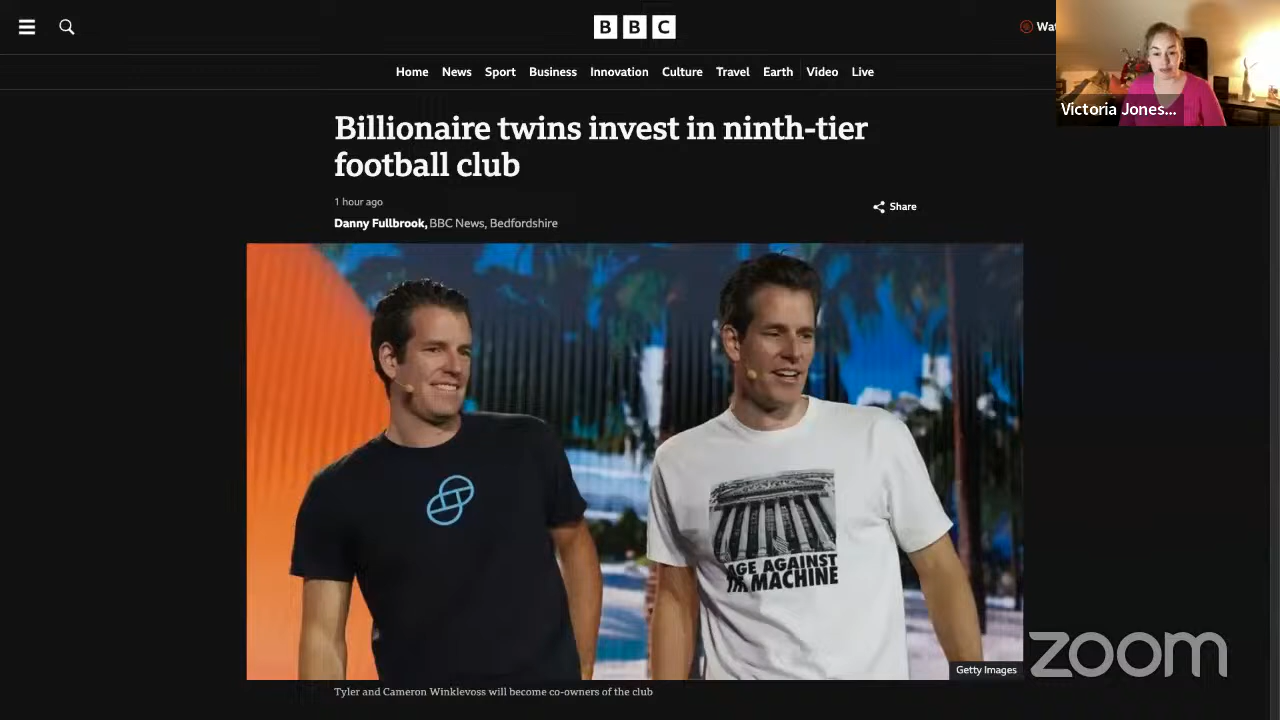 BBC
Wat
Home News Sport Business Innovation Culture Travel Earth Video Live
Victoria Jones...
Billionaire twins invest in ninth-tier
football club
1 hour ago
Share
Danny Fullbrook, BBC News, Bedfordshire
AGE AGAINST
MACHINE
Getty Images
zoom
Tyler and Cameron Winklevoss will become co-owners of the club